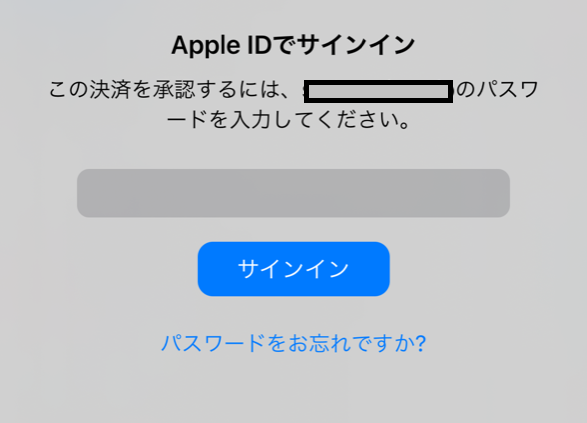 Apple IDでサインイン
この決済を承認するには、のパスワ
ードを入力してください。
サインイン
パスワードをお忘れですか?